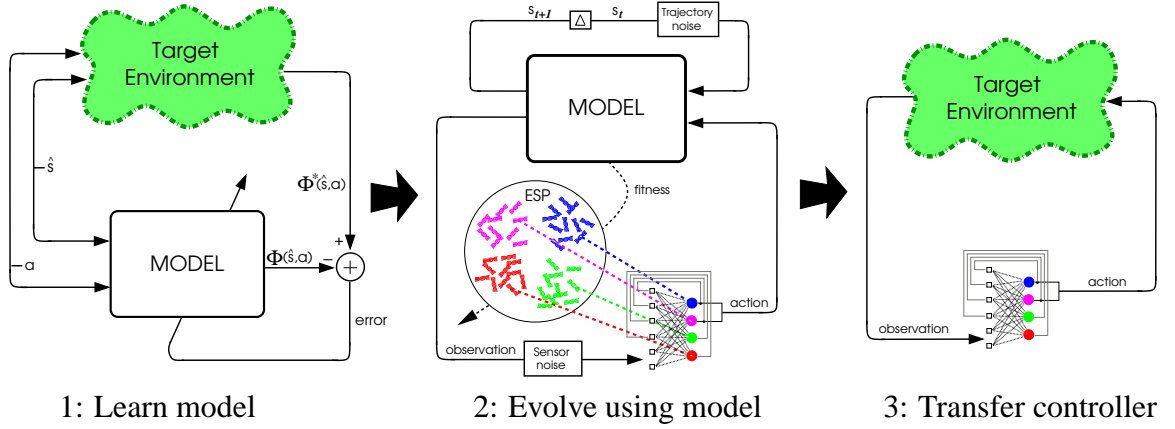 Target
Environment
ŝ
Φ*(ŝ,a)
MODEL
Φ(ŝ,a)
+
−
+
a
error
1: Learn model
s_{t+1}
Δ
s_t
Trajectory
noise
MODEL
ESP
fitness
action
observation
Sensor
noise
2: Evolve using model
Target
Environment
action
observation
3: Transfer controller